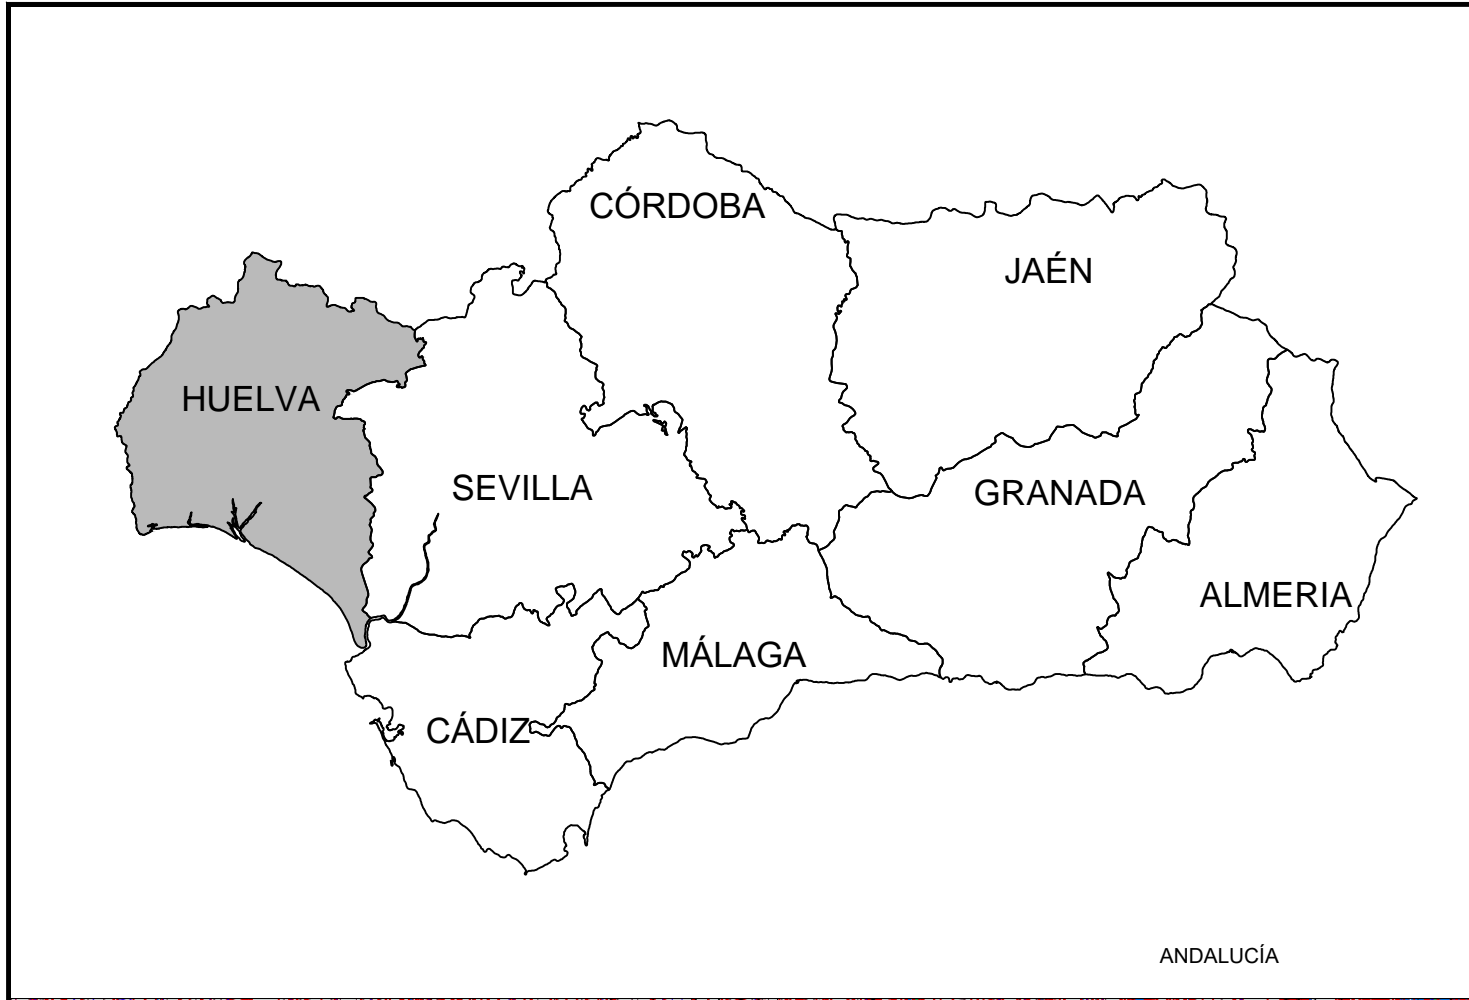 CÓRDOBA
JAÉN
HUELVA
SEVILLA
GRANADA
ALMERIA
MÁLAGA
CÁDIZ
ANDALUCÍA